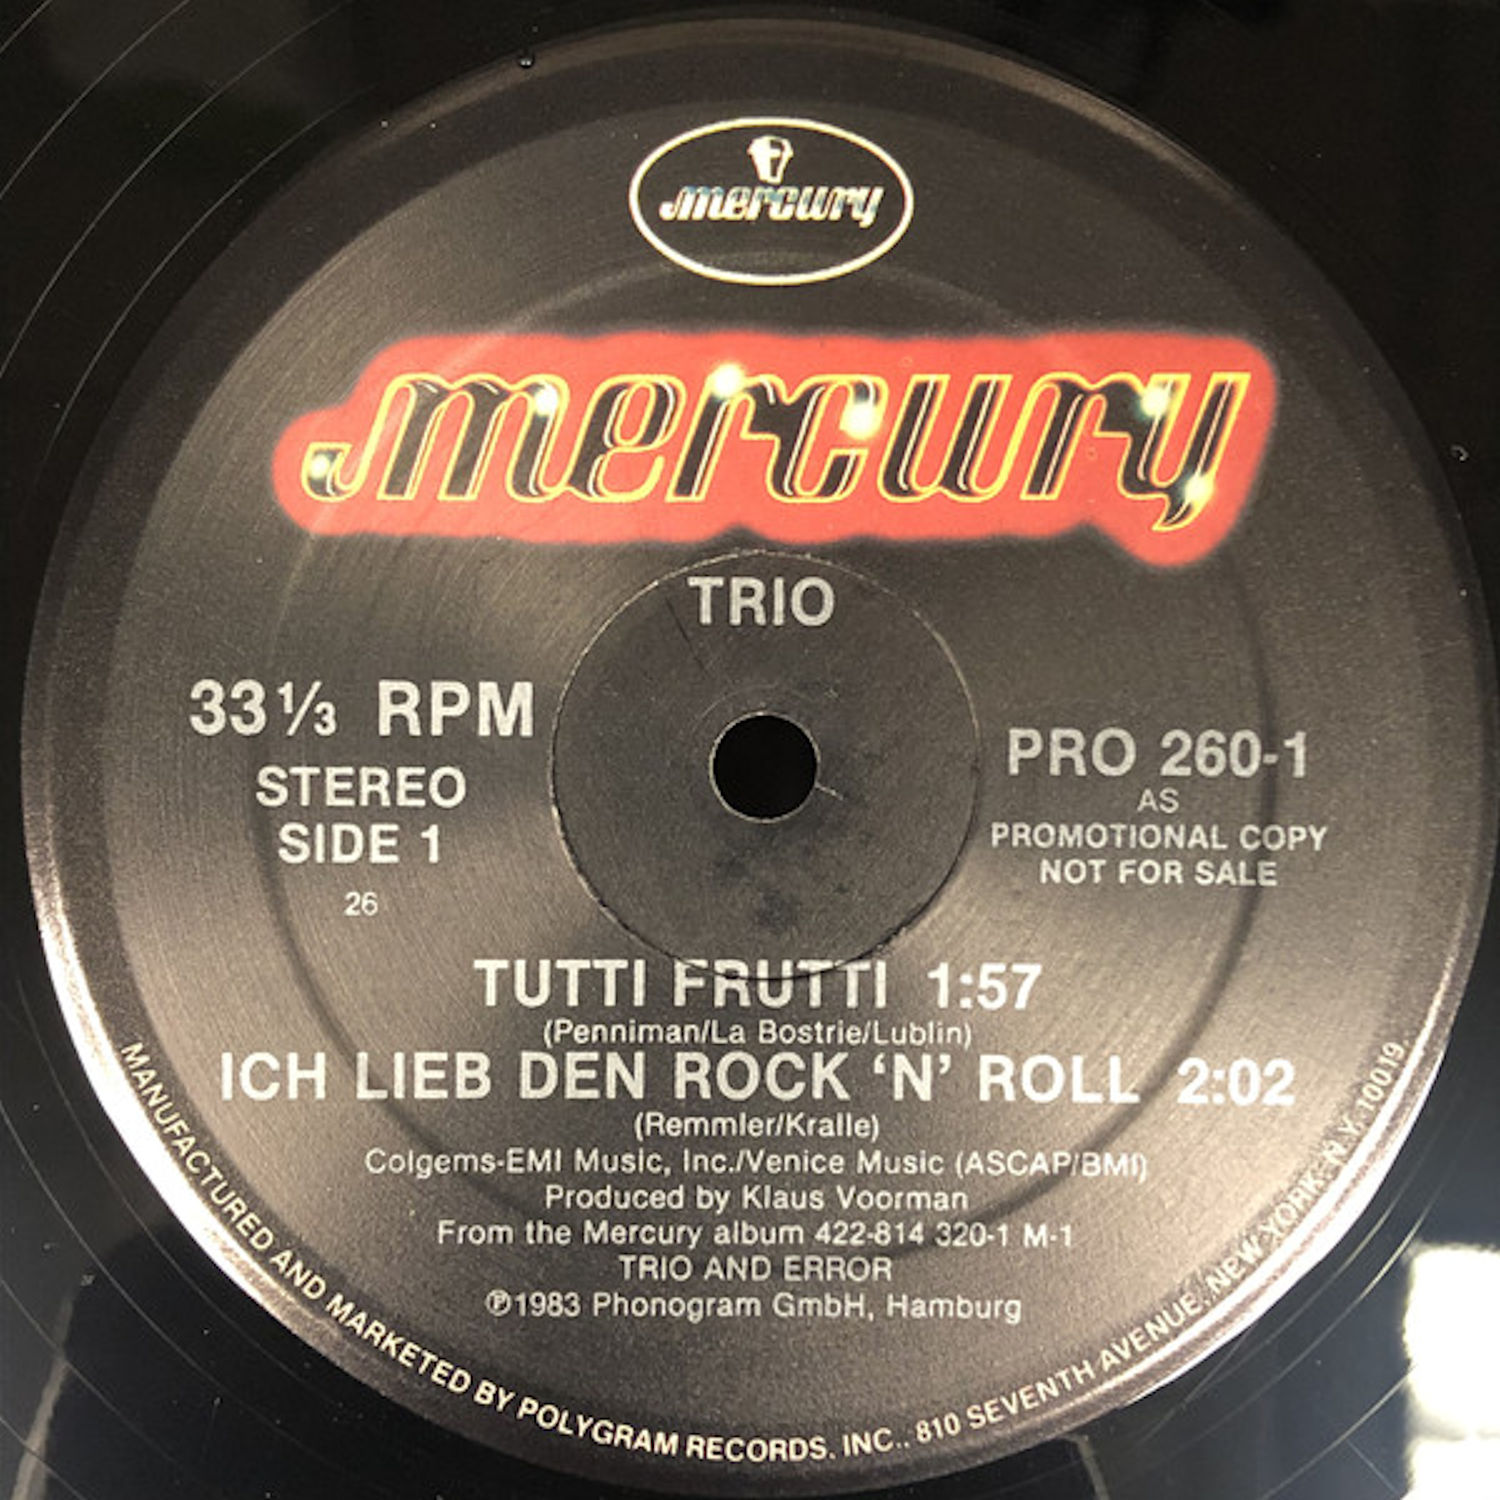 mercury
mercury
TRIO
33 ⅓ RPM
STEREO
SIDE 1
26
PRO 260-1
AS
PROMOTIONAL COPY
NOT FOR SALE
TUTTI FRUTTI 1:57
(Penniman/La Bostrie/Lublin)
ICH LIEB DEN ROCK ‘N’ ROLL 2:02
(Remmler/Kralle)
Colgems-EMI Music, Inc./Venice Music (ASCAP/BMI)
Produced by Klaus Voorman
From the Mercury album 422-814 320-1 M-1
TRIO AND ERROR
℗1983 Phonogram GmbH, Hamburg
MANUFACTURED AND MARKETED BY POLYGRAM RECORDS, INC., 810 SEVENTH AVENUE, NEW YORK, N.Y. 10019.